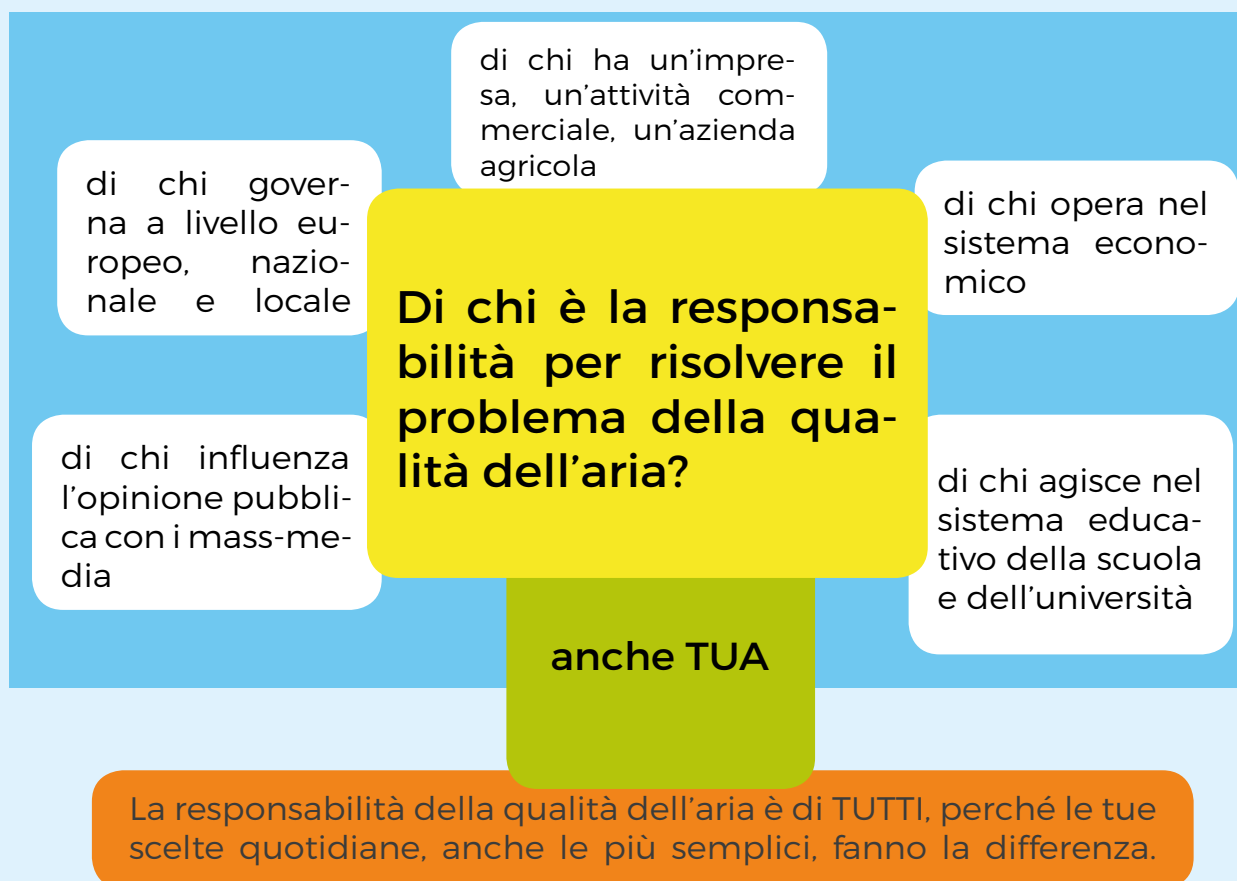 di chi ha un’impre-
sa, un’attività com-
merciale, un’azienda
agricola
di chi gover-
na a livello eu-
ropeo, nazio-
nale e locale
di chi opera nel
sistema econo-
mico
Di chi è la responsa-
bilità per risolvere il
problema della qua-
lità dell’aria?
di chi influenza
l’opinione pubbli-
ca con i mass-me-
dia
di chi agisce nel
sistema educa-
tivo della scuola
e dell’università
anche TUA
La responsabilità della qualità dell’aria è di TUTTI, perché le tue
scelte quotidiane, anche le più semplici, fanno la differenza.